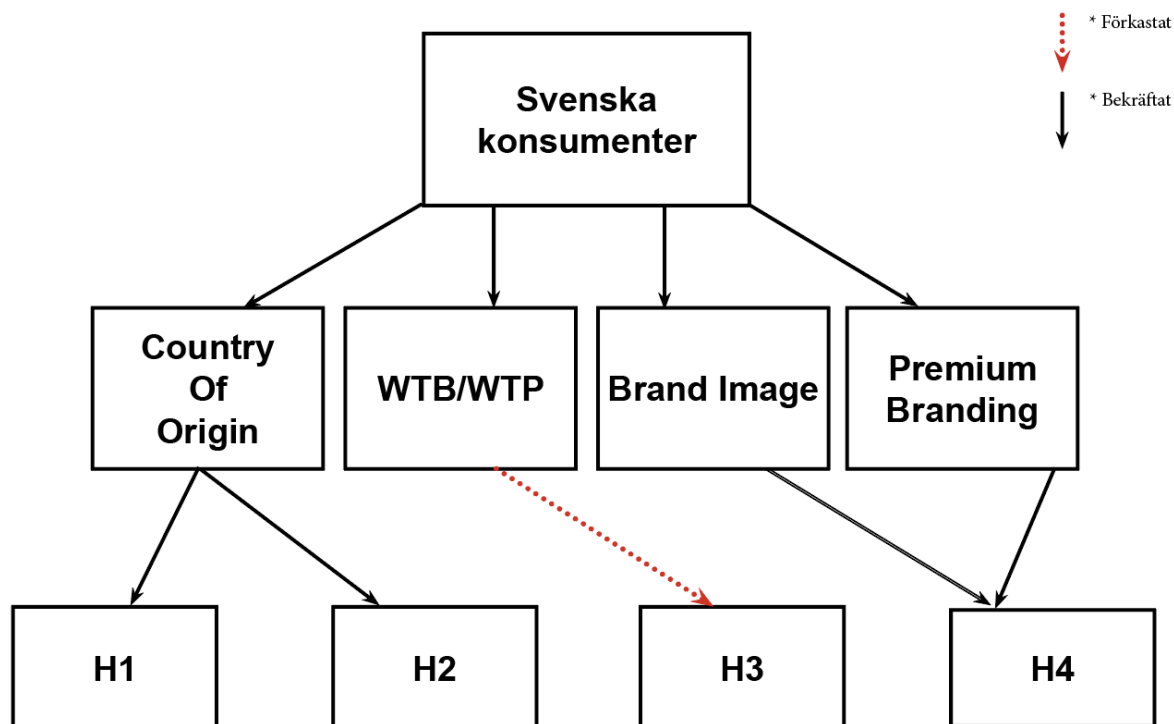 * Förkastat
* Bekräftat
Svenska
konsumenter
Country
Of
Origin
WTB/WTP
Brand Image
Premium
Branding
H1
H2
H3
H4